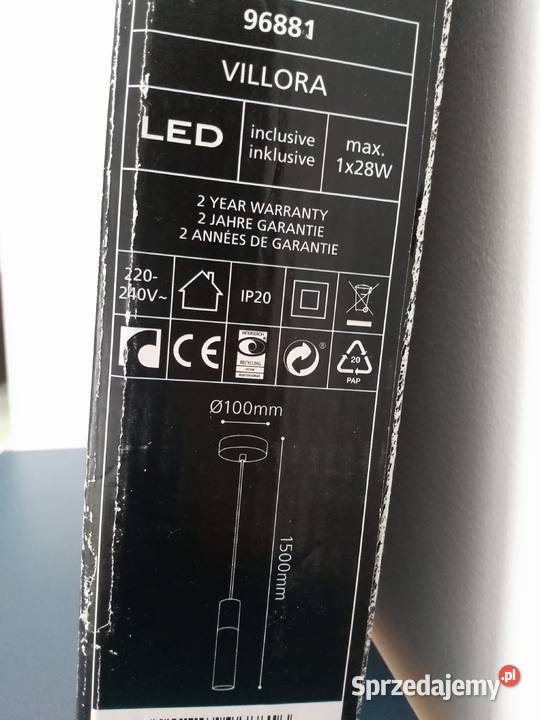 96881
VILLORA
LED
inclusive
inklusive
max.
1x28W
2 YEAR WARRANTY
2 JAHRE GARANTIE
2 ANNÉES DE GARANTIE
220-
240V~
IP20
CE
RECYCLING
®
20
PAP
Ø100mm
1500mm
Sprzedajemy.pl